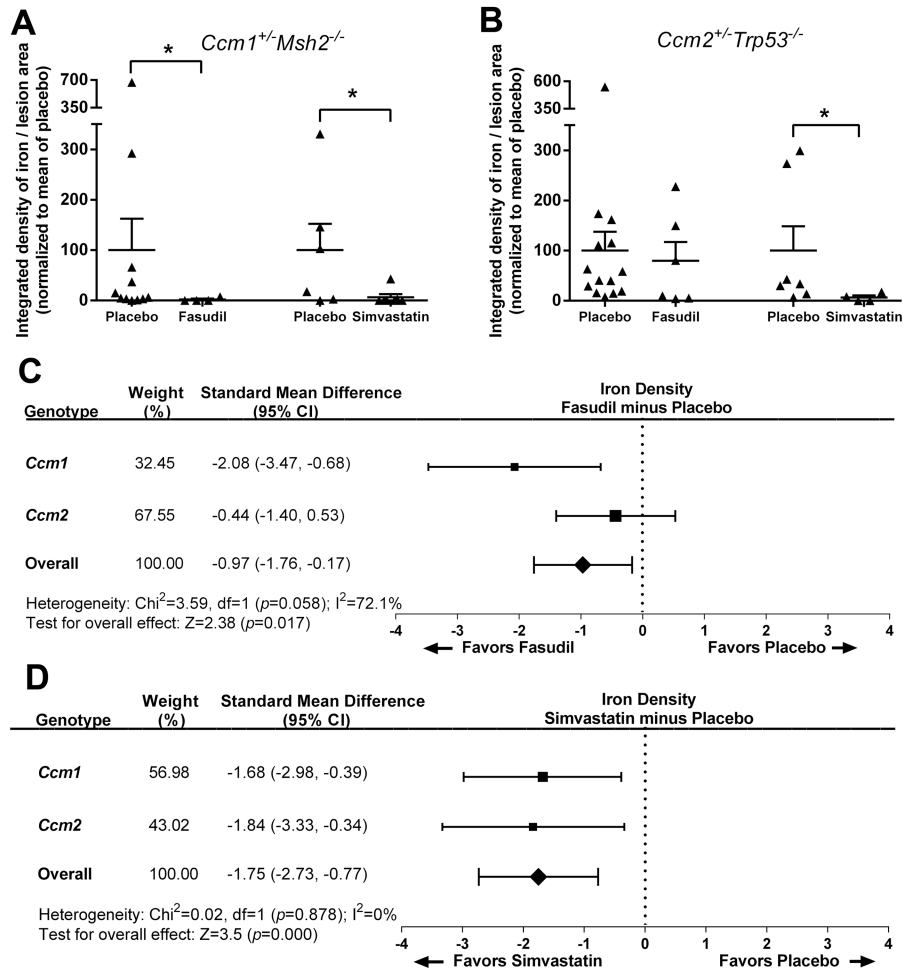 A
Ccm1+/-Msh2-/-
Integrated density of iron / lesion area
(normalized to mean of placebo)
*
*
700
350
300
200
100
0
Placebo Fasudil Placebo Simvastatin
B
Ccm2+/-Trp53-/-
Integrated density of iron / lesion area
(normalized to mean of placebo)
*
600
350
300
200
100
0
Placebo Fasudil Placebo Simvastatin
C
Genotype Weight (%) Standard Mean Difference (95% CI) Iron Density Fasudil minus Placebo
Ccm1 32.45 -2.08 (-3.47, -0.68)
Ccm2 67.55 -0.44 (-1.40, 0.53)
Overall 100.00 -0.97 (-1.76, -0.17)
Heterogeneity: Chi2=3.59, df=1 (p=0.058); I2=72.1%
Test for overall effect: Z=2.38 (p=0.017)
-4 -3 -2 -1 0 1 2 3 4
Favors Fasudil Favors Placebo
D
Genotype Weight (%) Standard Mean Difference (95% CI) Iron Density Simvastatin minus Placebo
Ccm1 56.98 -1.68 (-2.98, -0.39)
Ccm2 43.02 -1.84 (-3.33, -0.34)
Overall 100.00 -1.75 (-2.73, -0.77)
Heterogeneity: Chi2=0.02, df=1 (p=0.878); I2=0%
Test for overall effect: Z=3.5 (p=0.000)
-4 -3 -2 -1 0 1 2 3 4
Favors Simvastatin Favors Placebo